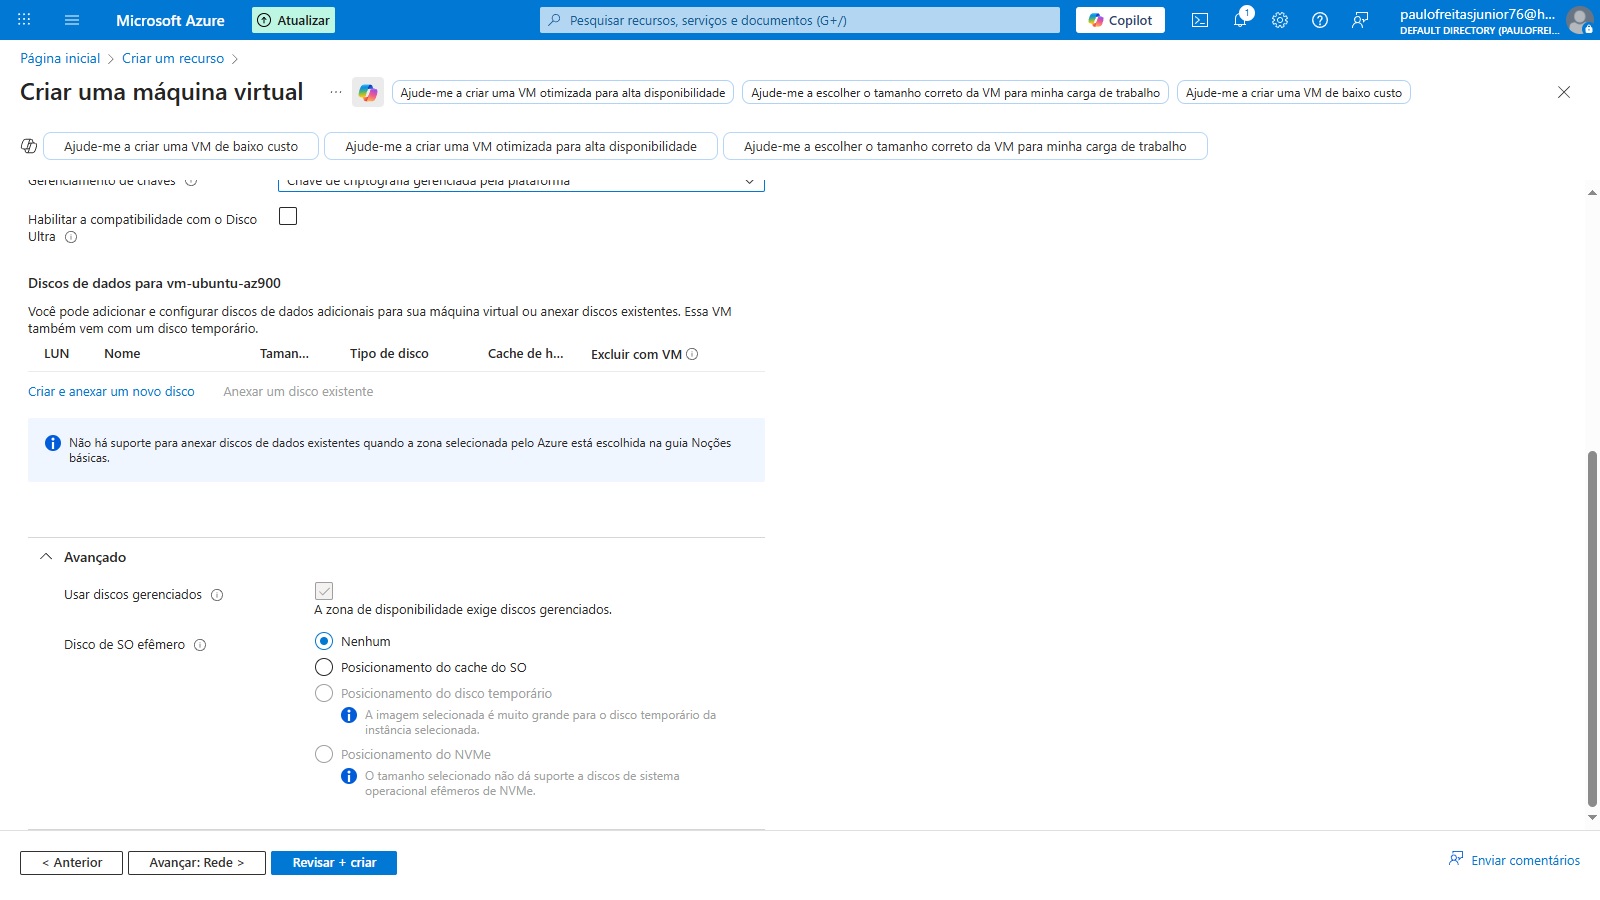 Microsoft Azure
Atualizar
Pesquisar recursos, serviços e documentos (G+/)
Copilot
1
paulofreitasjunior76@h...
DEFAULT DIRECTORY (PAULOFREI...
Página inicial > Criar um recurso >
Criar uma máquina virtual
...
Ajude-me a criar uma VM otimizada para alta disponibilidade
Ajude-me a escolher o tamanho correto da VM para minha carga de trabalho
Ajude-me a criar uma VM de baixo custo
Ajude-me a criar uma VM de baixo custo
Ajude-me a criar uma VM otimizada para alta disponibilidade
Ajude-me a escolher o tamanho correto da VM para minha carga de trabalho
Gerenciamento de chaves
Chave de criptografia gerenciada pela plataforma
Habilitar a compatibilidade com o Disco
Ultra
Discos de dados para vm-ubuntu-az900
Você pode adicionar e configurar discos de dados adicionais para sua máquina virtual ou anexar discos existentes. Essa VM
também vem com um disco temporário.
LUN Nome Taman... Tipo de disco Cache de h... Excluir com VM
Criar e anexar um novo disco Anexar um disco existente
Não há suporte para anexar discos de dados existentes quando a zona selecionada pelo Azure está escolhida na guia Noções
básicas.
Avançado
Usar discos gerenciados
A zona de disponibilidade exige discos gerenciados.
Disco de SO efêmero
Nenhum
Posicionamento do cache do SO
Posicionamento do disco temporário
A imagem selecionada é muito grande para o disco temporário da
instância selecionada.
Posicionamento do NVMe
O tamanho selecionado não dá suporte a discos de sistema
operacional efêmeros de NVMe.
< Anterior
Avançar: Rede >
Revisar + criar
Enviar comentários